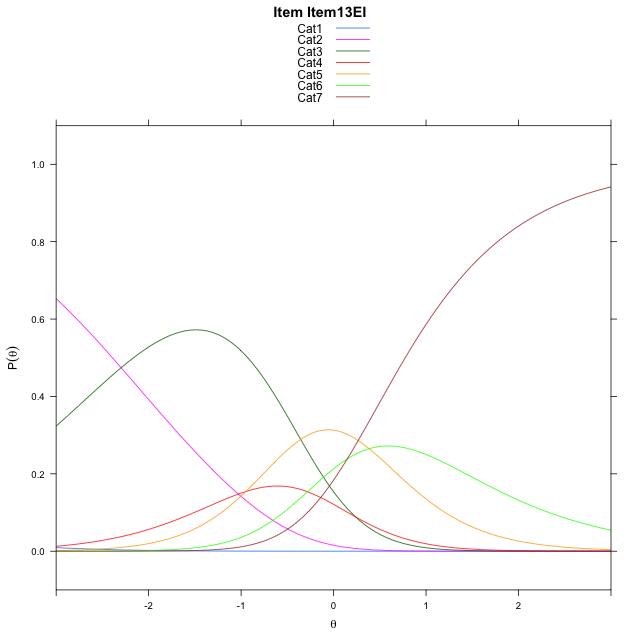 Item Item13EI
Cat1
Cat2
Cat3
Cat4
Cat5
Cat6
Cat7
1.0
0.8
0.6
0.4
0.2
0.0
P(θ)
-2
-1
0
1
2
θ